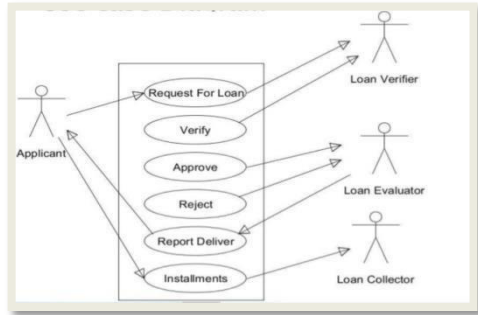 Request For Loan
Loan Verifier
Verify
Applicant
Approve
Loan Evaluator
Reject
Report Deliver
Installments
Loan Collector